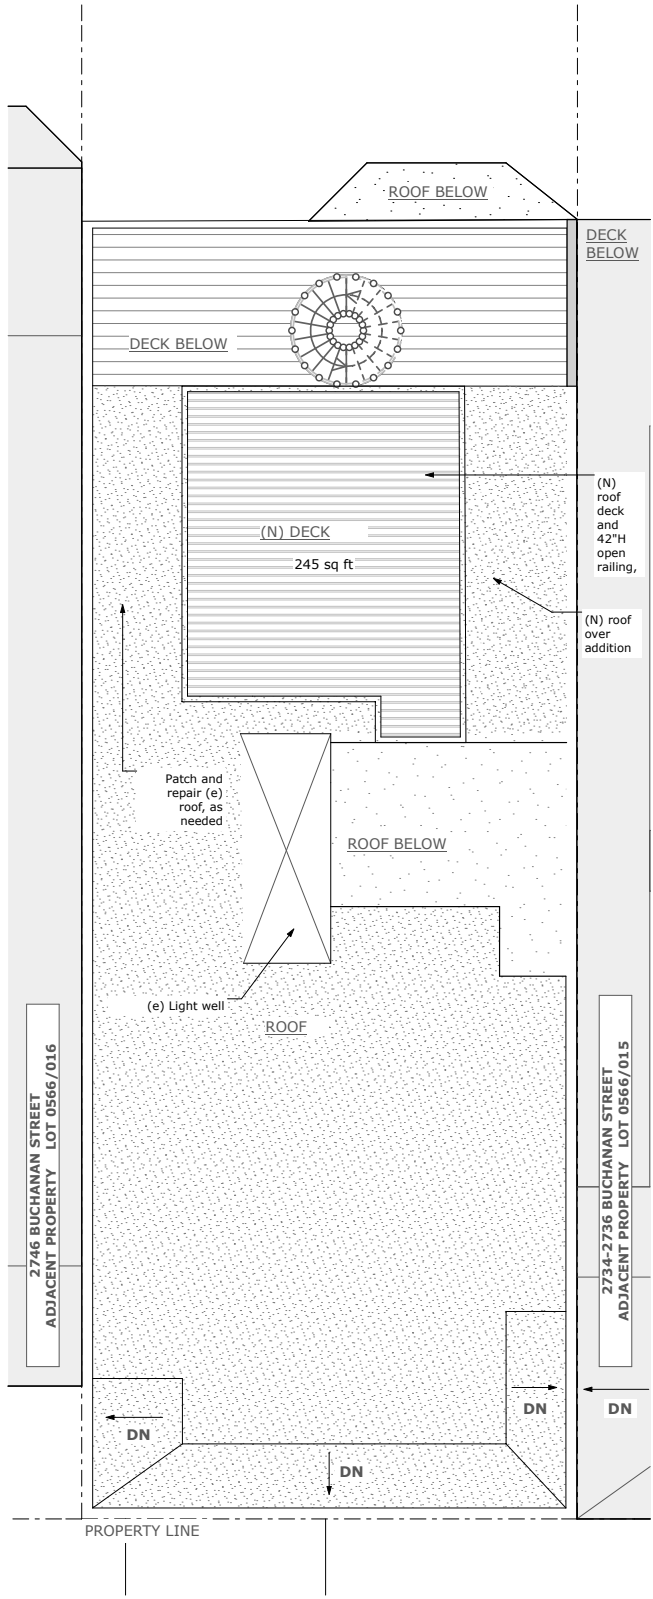 ROOF BELOW
DECK
BELOW
DECK BELOW
(N)
roof
deck
and
42"H
open
railing,
(N) DECK
245 sq ft
(N) roof
over
addition
Patch and
repair (e)
roof, as
needed
ROOF BELOW
(e) Light well
ROOF
2746 BUCHANAN STREET
ADJACENT PROPERTY LOT 0566/016
2734-2736 BUCHANAN STREET
ADJACENT PROPERTY LOT 0566/015
DN
DN
DN
DN
PROPERTY LINE